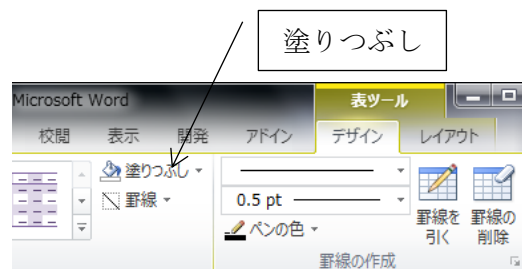 塗りつぶし
Microsoft Word
表ツール
校閲 表示 開発 アドイン デザイン レイアウト
塗りつぶし
罫線
0.5 pt
ペンの色
罫線を引く
罫線の削除
罫線の作成